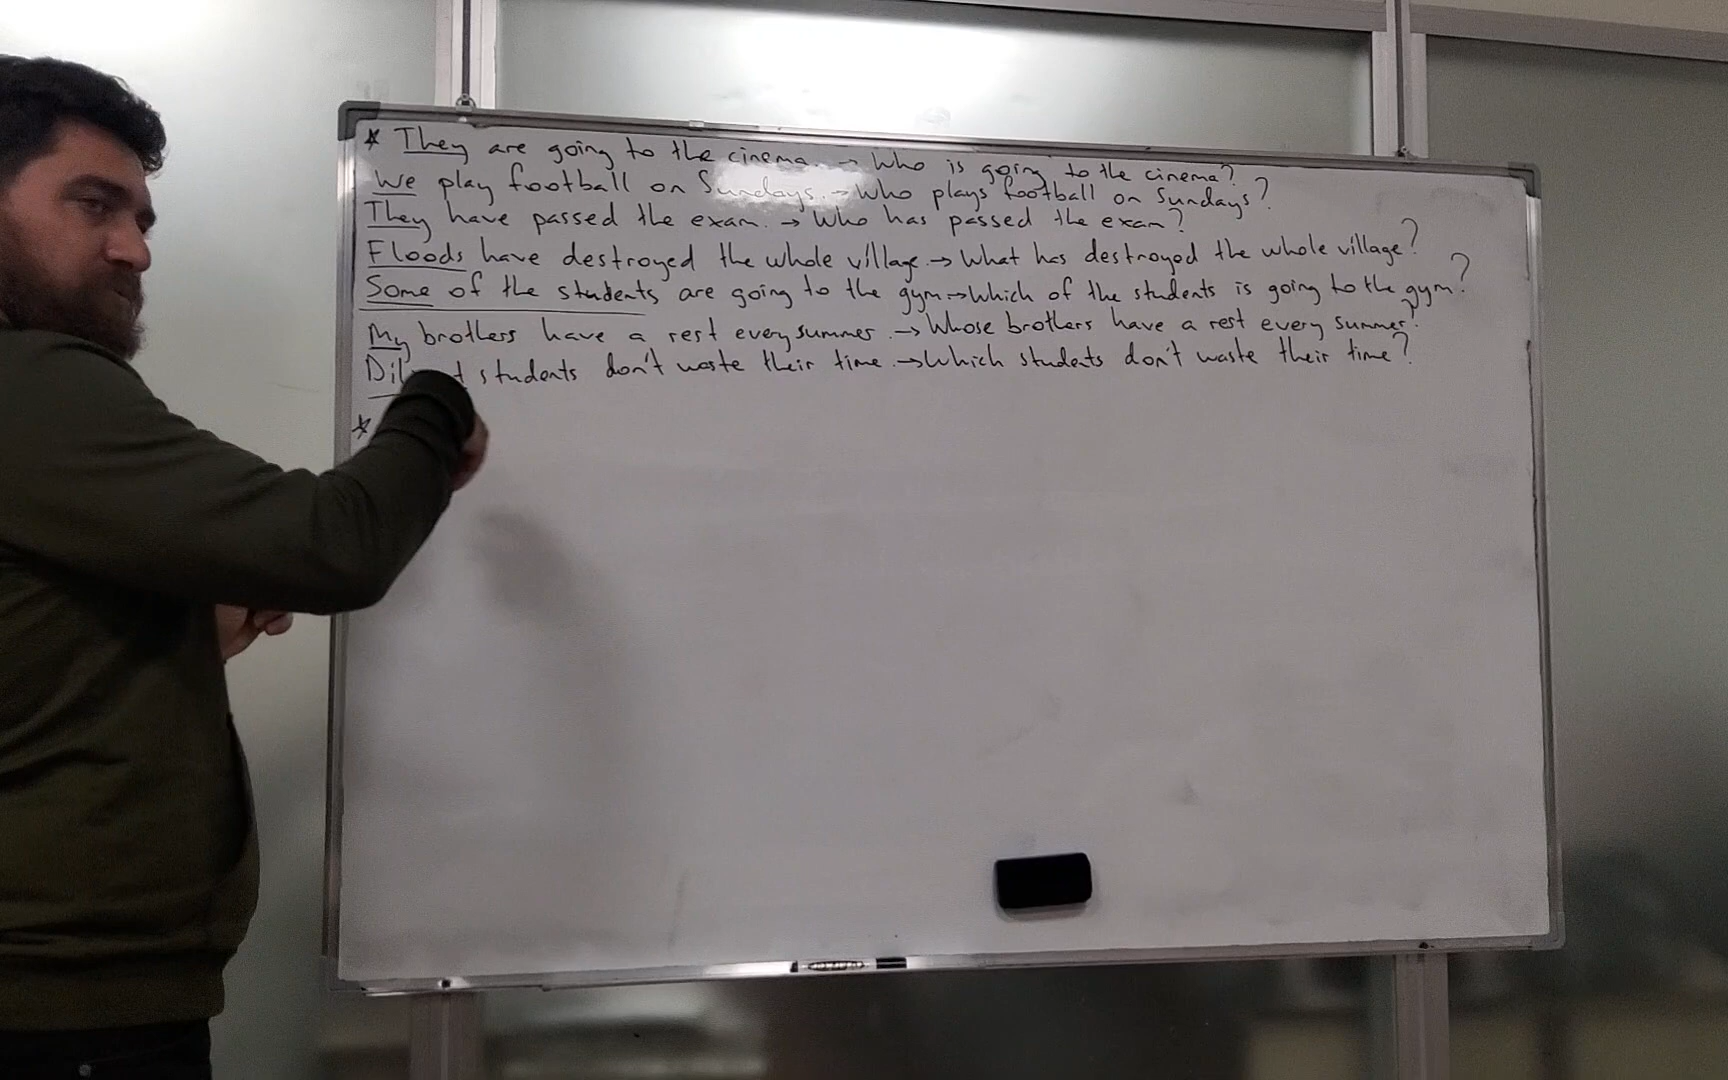 * They are going to the cinema. → Who is going to the cinema?
We play football on Sundays. → Who plays football on Sundays?
They have passed the exam. → Who has passed the exam?
Floods have destroyed the whole village. → What has destroyed the whole village?
Some of the students are going to the gym → Which of the students is going to the gym?
My brothers have a rest every summer. → Whose brothers have a rest every summer?
students don't waste their time. → Which students don't waste their time?
*